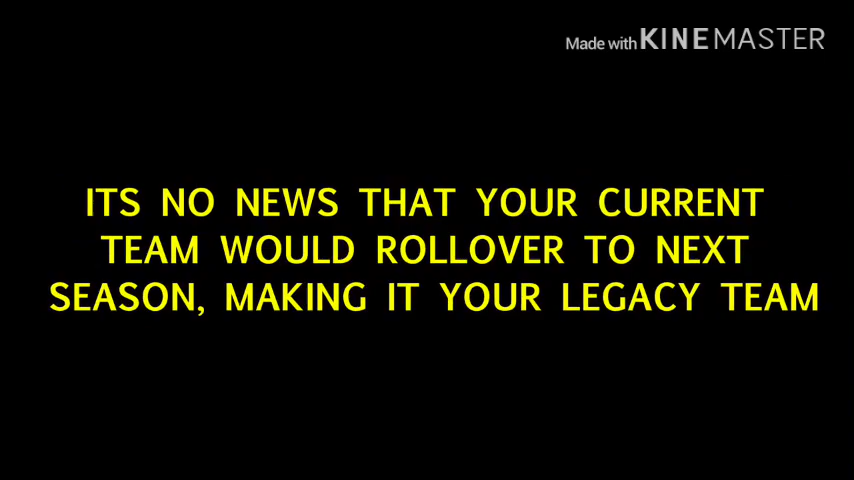 Made with KINEMASTER
ITS NO NEWS THAT YOUR CURRENT
TEAM WOULD ROLLOVER TO NEXT
SEASON, MAKING IT YOUR LEGACY TEAM